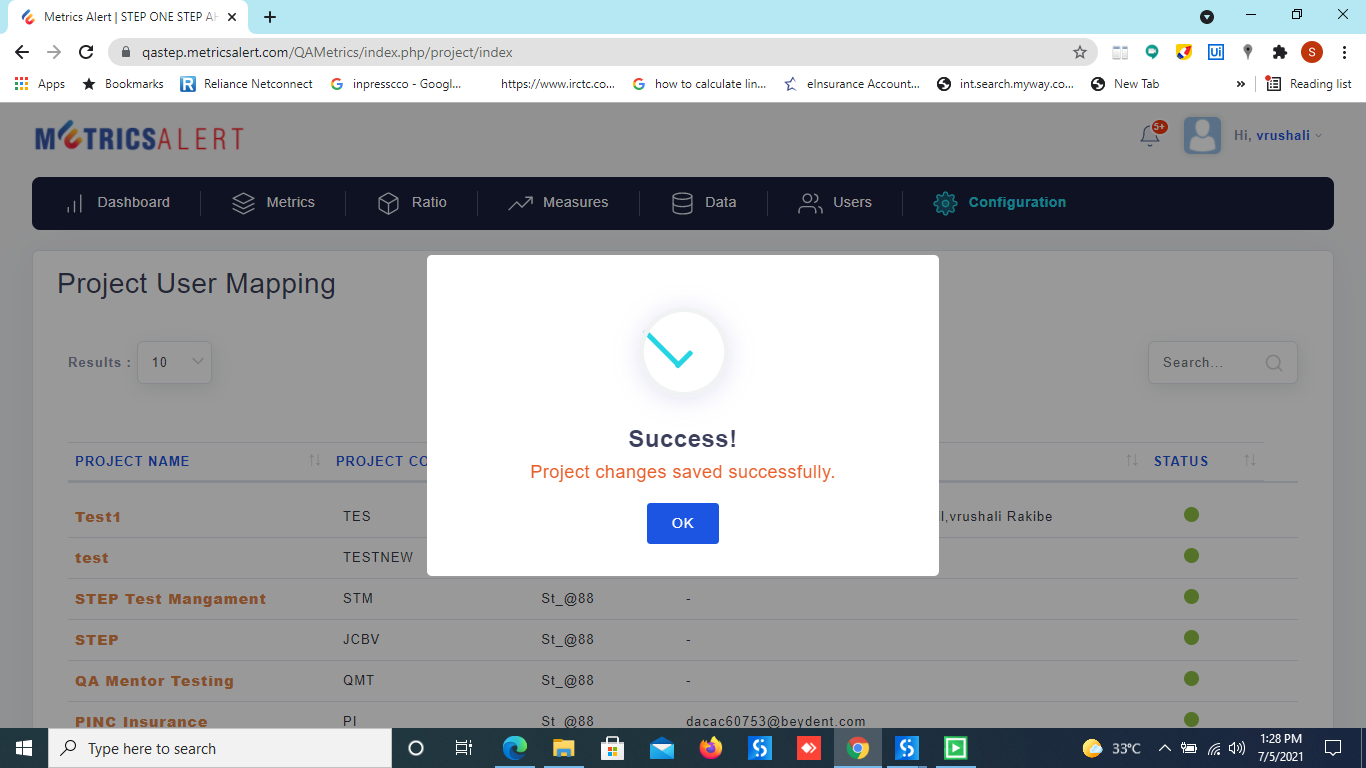 Metrics Alert | STEP ONE STEP AH
qastep.metricsalert.com/QAMetrics/index.php/project/index
S
Apps
Bookmarks
Reliance Netconnect
inpresscco - Googl...
https://www.irctc.co...
how to calculate lin...
eInsurance Account...
int.search.myway.co...
New Tab
»
Reading list
METRICSALERT
5+
Hi, vrushali
Dashboard
Metrics
Ratio
Measures
Data
Users
Configuration
Project User Mapping
Results :
10
Search...
Success!
Project changes saved successfully.
OK
PROJECT NAME
PROJECT CO
STATUS
Test1 TES l,vrushali Rakibe
test TESTNEW
STEP Test Mangament STM St_@88 -
STEP JCBV St_@88 -
QA Mentor Testing QMT St_@88 -
PINC Insurance PI St_@88 dacac60753@beydent.com
Type here to search
33°C
1:28 PM
7/5/2021